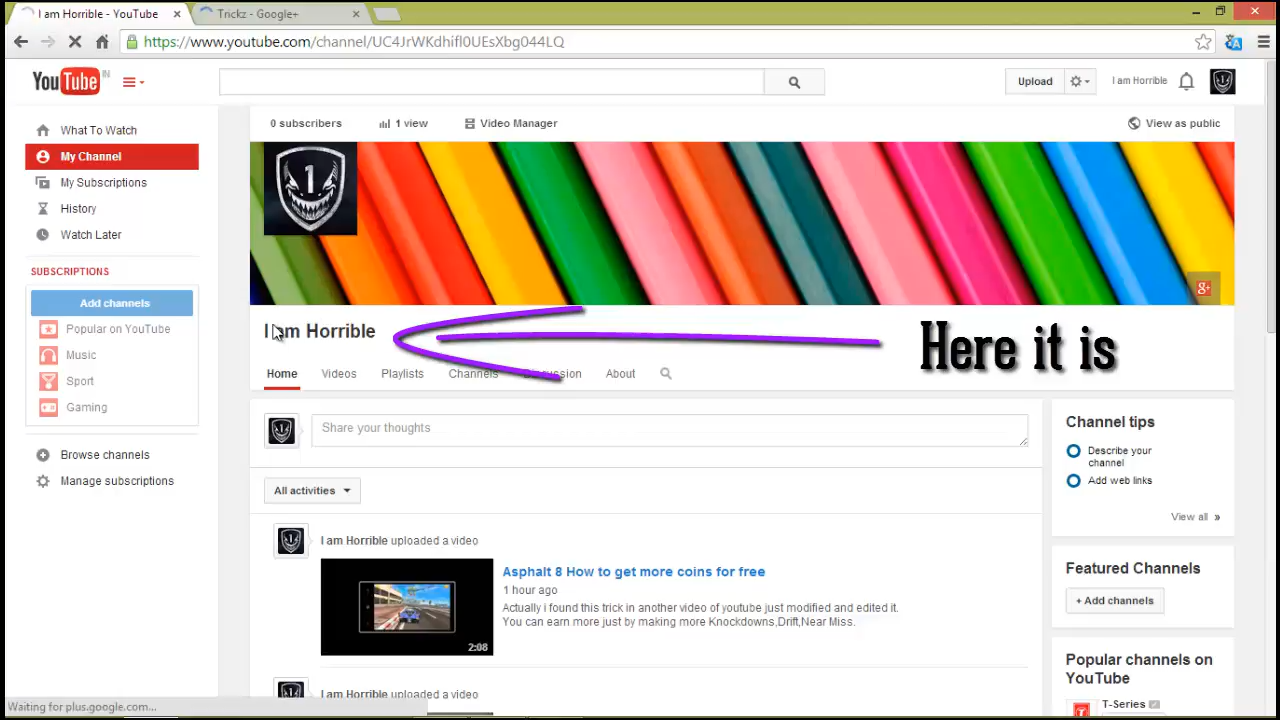 I am Horrible - YouTube
Trickz - Google+
https://www.youtube.com/channel/UC4JrWKdhifl0UEsXbg044LQ
YouTube IN
Upload
I am Horrible
What To Watch
My Channel
My Subscriptions
History
Watch Later
SUBSCRIPTIONS
Add channels
Popular on YouTube
Music
Sport
Gaming
Browse channels
Manage subscriptions
0 subscribers
1 view
Video Manager
View as public
1
g+
I am Horrible
Here it is
Home
Videos
Playlists
Channels
Discussion
About
Share your thoughts
All activities
I am Horrible uploaded a video
Asphalt 8 How to get more coins for free
1 hour ago
Actually i found this trick in another video of youtube just modified and edited it.
You can earn more just by making more Knockdowns,Drift,Near Miss.
2:08
I am Horrible uploaded a video
Channel tips
Describe your
channel
Add web links
View all »
Featured Channels
+ Add channels
Popular channels on
YouTube
T-Series
Waiting for plus.google.com...